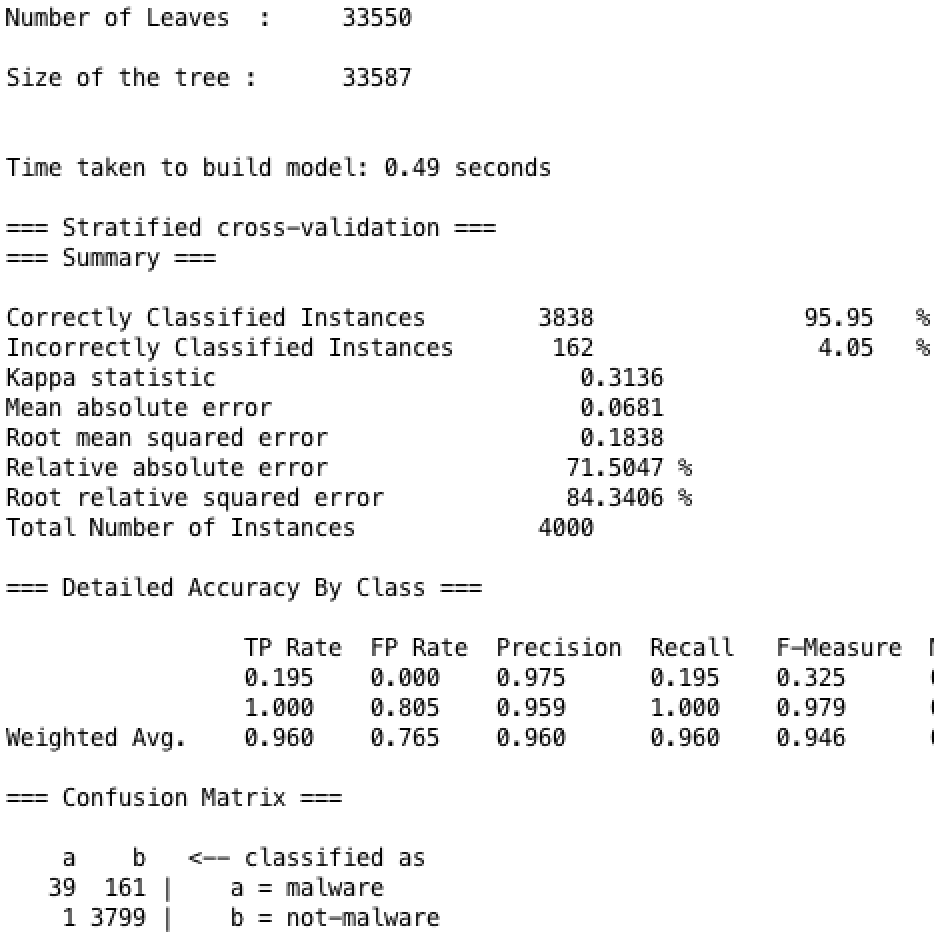 Number of Leaves  :     33550
Size of the tree :      33587
Time taken to build model: 0.49 seconds
=== Stratified cross-validation ===
=== Summary ===
Correctly Classified Instances        3838               95.95   %
Incorrectly Classified Instances       162                4.05   %
Kappa statistic                          0.3136
Mean absolute error                      0.0681
Root mean squared error                  0.1838
Relative absolute error                 71.5047 %
Root relative squared error             84.3406 %
Total Number of Instances             4000
=== Detailed Accuracy By Class ===
                 TP Rate  FP Rate  Precision  Recall   F-Measure
                 0.195    0.000    0.975      0.195    0.325
                 1.000    0.805    0.959      1.000    0.979
Weighted Avg.    0.960    0.765    0.960      0.960    0.946
=== Confusion Matrix ===
    a    b   <-- classified as
   39  161 |    a = malware
    1 3799 |    b = not-malware